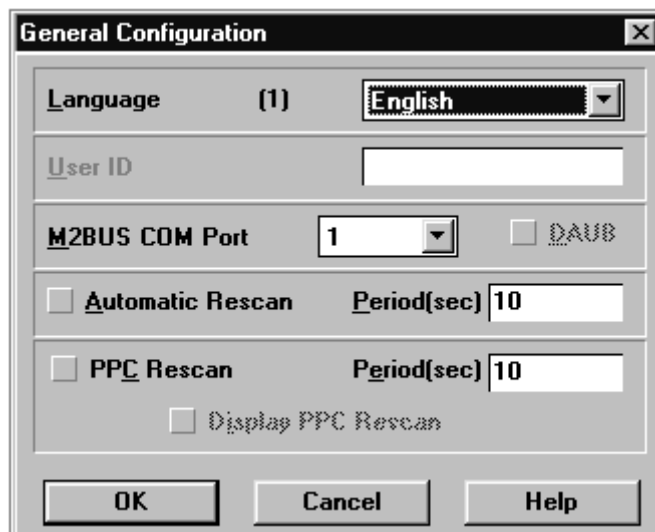 General Configuration
Language (1) English
User ID
M2BUS COM Port 1 DAUB
Automatic Rescan Period(sec) 10
PPC Rescan Period(sec) 10
Display PPC Rescan
OK Cancel Help